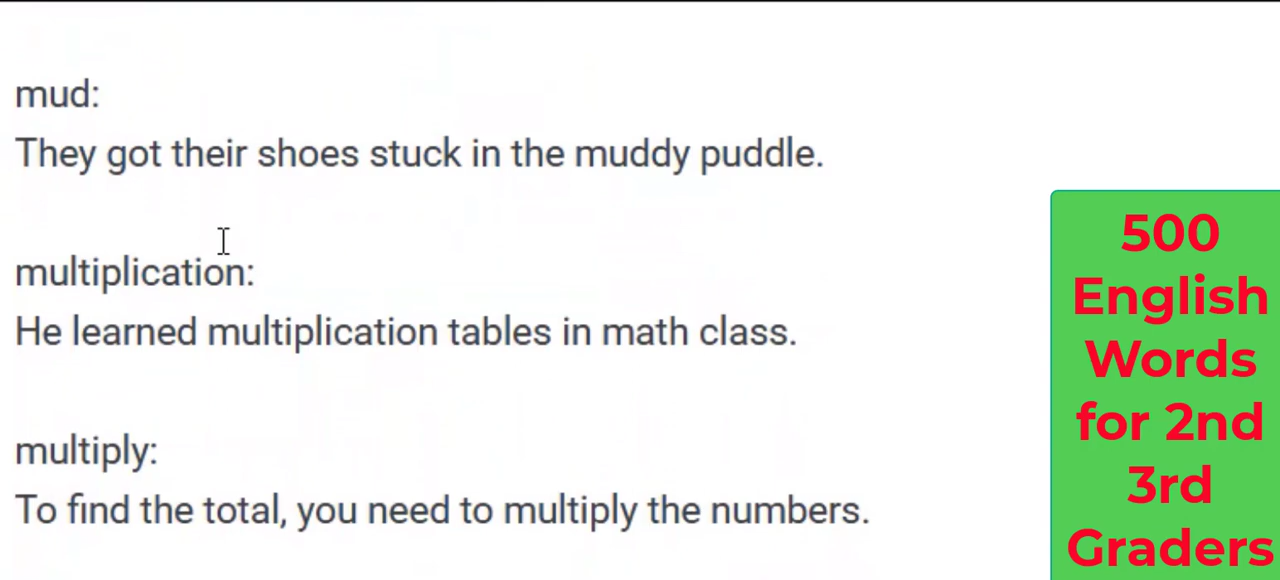 mud:
They got their shoes stuck in the muddy puddle.
multiplication:
He learned multiplication tables in math class.
multiply:
To find the total, you need to multiply the numbers.
500
English
Words
for 2nd
3rd
Graders